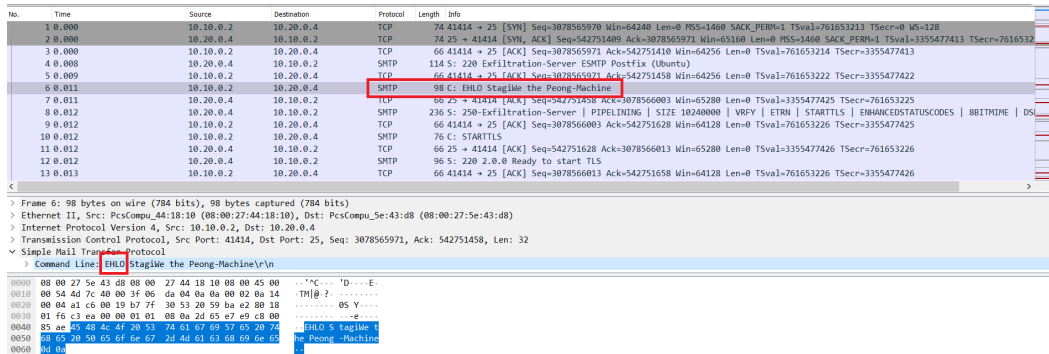 No. Time Source Destination Protocol Length Info
1 0.000 10.10.0.2 10.20.0.4 TCP 74 41414 → 25 [SYN] Seq=3078565970 Win=64240 Len=0 MSS=1460 SACK_PERM=1 TSval=761653213 TSecr=0 WS=128
2 0.000 10.20.0.4 10.10.0.2 TCP 74 25 → 41414 [SYN, ACK] Seq=542751409 Ack=3078565971 Win=65160 Len=0 MSS=1460 SACK_PERM=1 TSval=3355477413 TSecr=7616532
3 0.000 10.10.0.2 10.20.0.4 TCP 66 41414 → 25 [ACK] Seq=3078565971 Ack=542751410 Win=64256 Len=0 TSval=761653214 TSecr=3355477413
4 0.008 10.20.0.4 10.10.0.2 SMTP 114 S: 220 Exfiltration-Server ESMTP Postfix (Ubuntu)
5 0.009 10.10.0.2 10.20.0.4 TCP 66 41414 → 25 [ACK] Seq=3078565971 Ack=542751458 Win=64256 Len=0 TSval=761653222 TSecr=3355477422
6 0.011 10.10.0.2 10.20.0.4 SMTP 98 C: EHLO StagiWe the Peong-Machine
7 0.011 10.20.0.4 10.10.0.2 TCP 66 25 → 41414 [ACK] Seq=542751458 Ack=3078566003 Win=65280 Len=0 TSval=3355477425 TSecr=761653225
8 0.012 10.20.0.4 10.10.0.2 SMTP 236 S: 250-Exfiltration-Server | PIPELINING | SIZE 10240000 | VRFY | ETRN | STARTTLS | ENHANCEDSTATUSCODES | 8BITMIME | DS
9 0.012 10.10.0.2 10.20.0.4 TCP 66 41414 → 25 [ACK] Seq=3078566003 Ack=542751628 Win=64128 Len=0 TSval=761653226 TSecr=3355477425
10 0.012 10.10.0.2 10.20.0.4 SMTP 76 C: STARTTLS
11 0.012 10.20.0.4 10.10.0.2 TCP 66 25 → 41414 [ACK] Seq=542751628 Ack=3078566013 Win=65280 Len=0 TSval=3355477426 TSecr=761653226
12 0.012 10.20.0.4 10.10.0.2 SMTP 96 S: 220 2.0.0 Ready to start TLS
13 0.013 10.10.0.2 10.20.0.4 TCP 66 41414 → 25 [ACK] Seq=3078566013 Ack=542751658 Win=64128 Len=0 TSval=761653226 TSecr=3355477426
> Frame 6: 98 bytes on wire (784 bits), 98 bytes captured (784 bits)
> Ethernet II, Src: PcsCompu_44:18:10 (08:00:27:44:18:10), Dst: PcsCompu_5e:43:d8 (08:00:27:5e:43:d8)
> Internet Protocol Version 4, Src: 10.10.0.2, Dst: 10.20.0.4
> Transmission Control Protocol, Src Port: 41414, Dst Port: 25, Seq: 3078565971, Ack: 542751458, Len: 32
Simple Mail Transfer Protocol
> Command Line: EHLO StagiWe the Peong-Machine\r\n
0000 08 00 27 5e 43 d8 08 00 27 44 18 10 08 00 45 00 ··'^C··· 'D····E·
0010 00 54 4d 7c 40 00 3f 06 da 04 0a 0a 00 02 0a 14 ·TM|@·?· ········
0020 00 04 a1 c6 00 19 b7 7f 30 53 20 59 ba e2 80 18 ········ 0S Y····
0030 01 f6 c3 ea 00 00 01 01 08 0a 2d 65 e7 e9 c8 00 ········ ··-e····
0040 85 ae 45 48 4c 4f 20 53 74 61 67 69 57 65 20 74 ··EHLO S tagiWe t
0050 68 65 20 50 65 6f 6e 67 2d 4d 61 63 68 69 6e 65 he Peong -Machine
0060 0d 0a ··